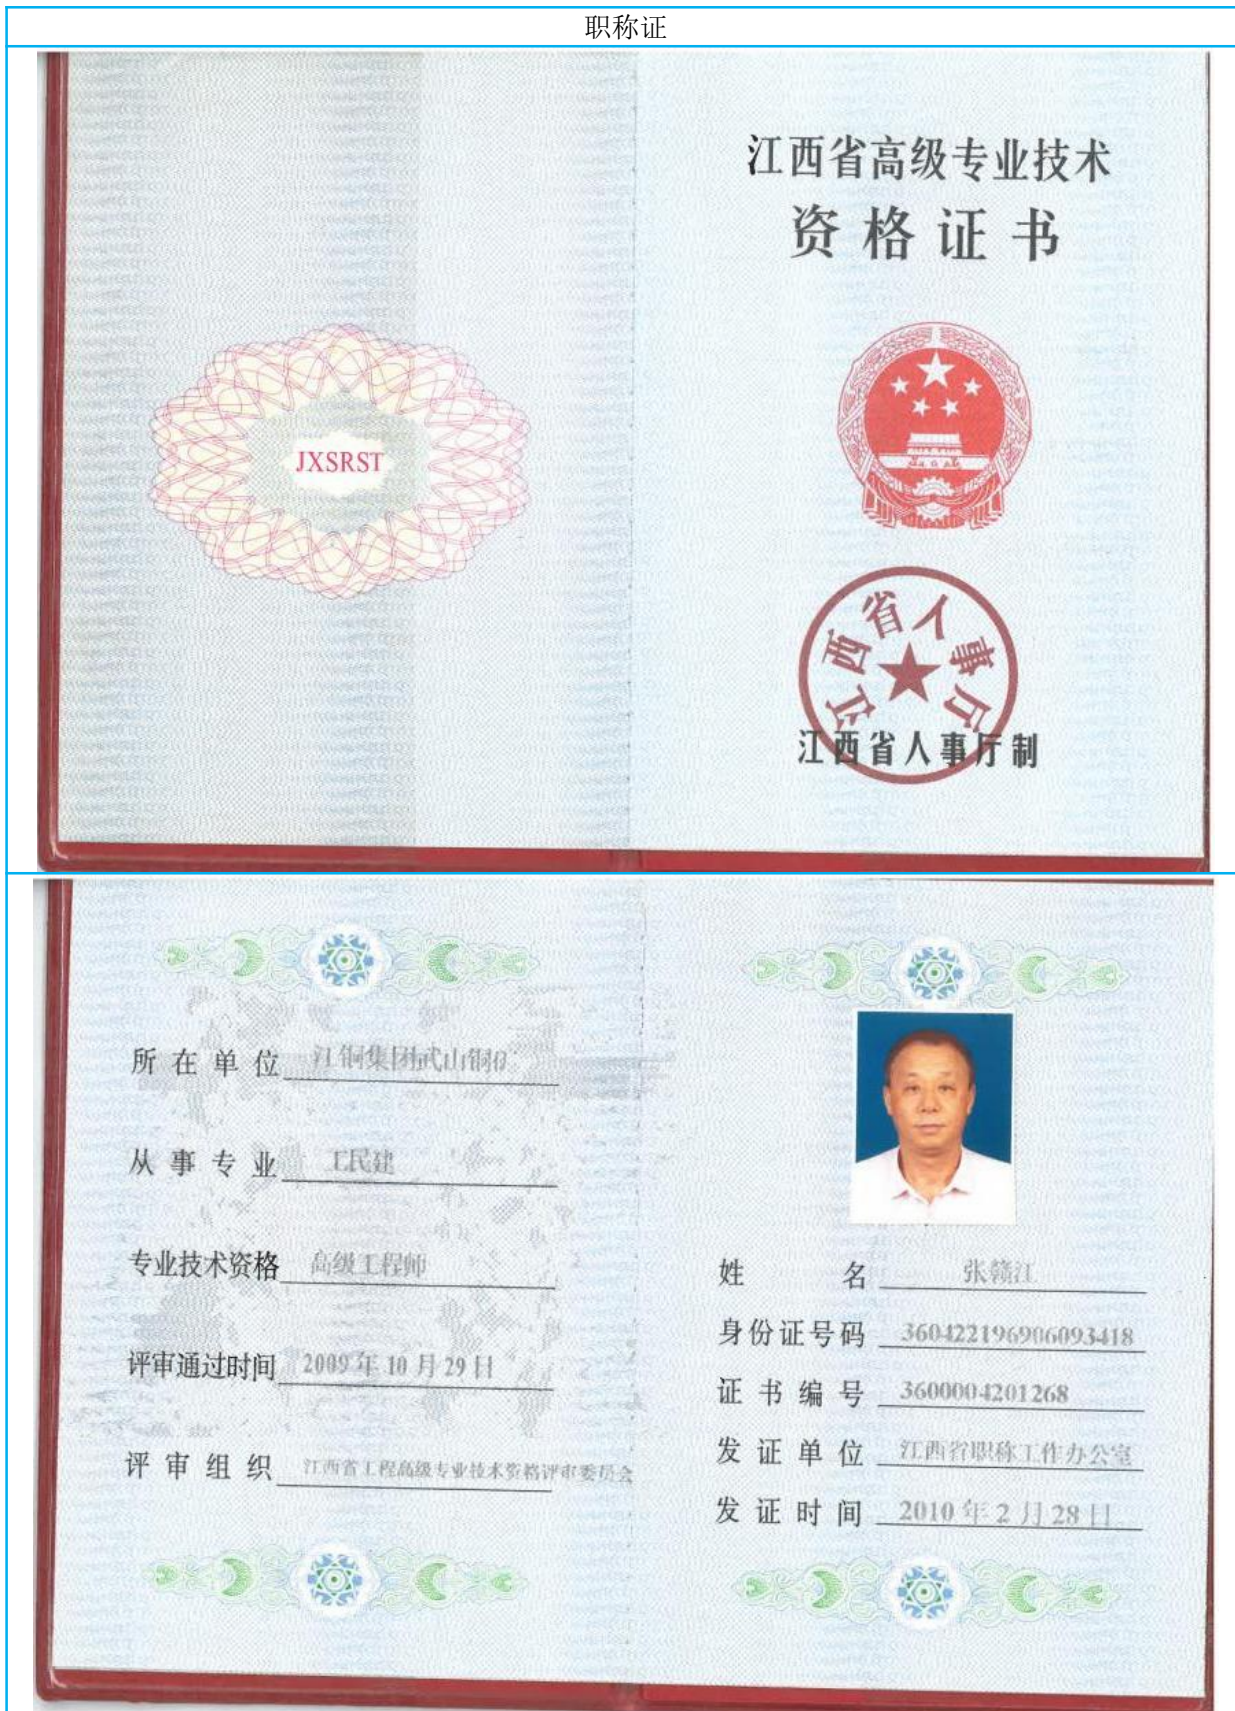 职称证
江西省高级专业技术
资格证书
JXSRST
江西省人事厅
江西省人事厅制
所在单位 江铜集团武山铜
从事专业 工民建
专业技术资格 高级工程师
评审通过时间 2009年10月29日
评审组织 江西省工程高级专业技术资格评审委员会
姓名 张赣江
身份证号码 360422196906093418
证书编号 3600004201268
发证单位 江西省职称工作办公室
发证时间 2010年2月28日